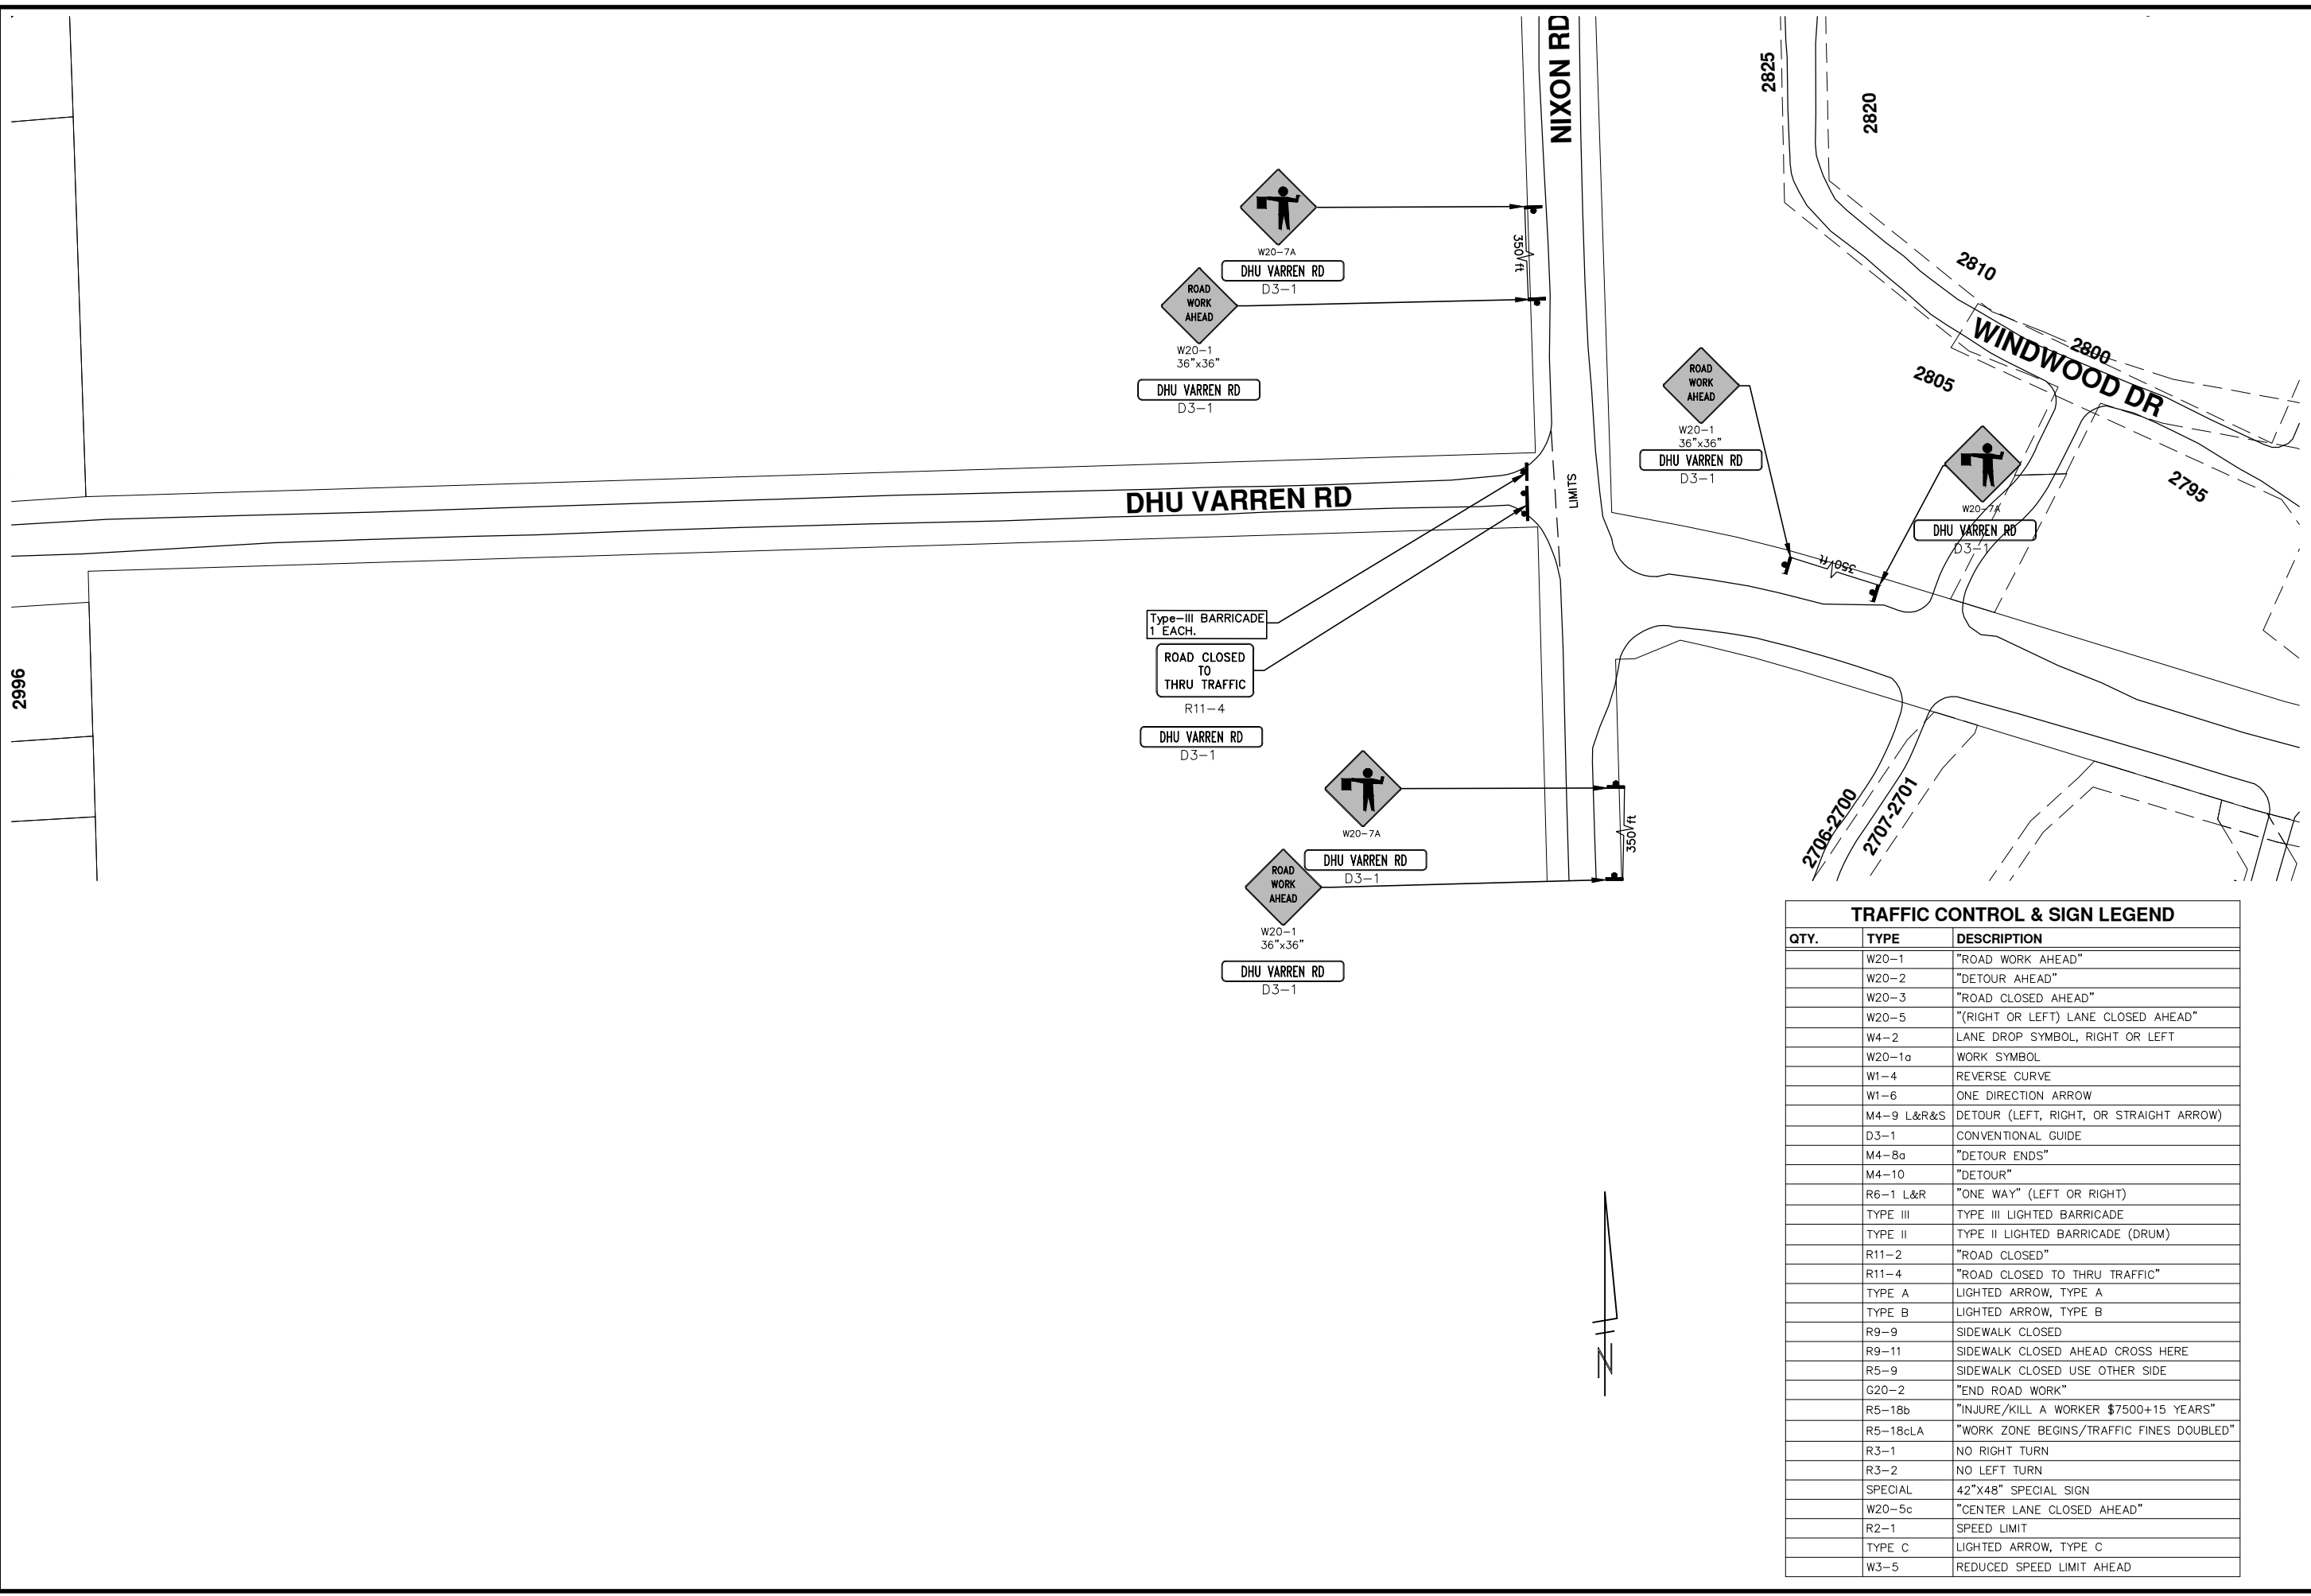 NIXON RD
2825
2820
W20-7A
DHU VARREN RD
D3-1
350 ft
ROAD
WORK
AHEAD
W20-1
36"x36"
DHU VARREN RD
D3-1
2810
WINDWOOD DR
2800
2805
2795
ROAD
WORK
AHEAD
W20-1
36"x36"
DHU VARREN RD
D3-1
W20-7A
DHU VARREN RD
D3-1
350 ft
LIMITS
DHU VARREN RD
Type-III BARRICADE
1 EACH.
ROAD CLOSED
TO
THRU TRAFFIC
R11-4
DHU VARREN RD
D3-1
2996
W20-7A
DHU VARREN RD
D3-1
350 ft
ROAD
WORK
AHEAD
W20-1
36"x36"
DHU VARREN RD
D3-1
2706-2700
2707-2701
N
TRAFFIC CONTROL & SIGN LEGEND
QTY. TYPE DESCRIPTION
W20-1 "ROAD WORK AHEAD"
W20-2 "DETOUR AHEAD"
W20-3 "ROAD CLOSED AHEAD"
W20-5 "(RIGHT OR LEFT) LANE CLOSED AHEAD"
W4-2 LANE DROP SYMBOL, RIGHT OR LEFT
W20-1a WORK SYMBOL
W1-4 REVERSE CURVE
W1-6 ONE DIRECTION ARROW
M4-9 L&R&S DETOUR (LEFT, RIGHT, OR STRAIGHT ARROW)
D3-1 CONVENTIONAL GUIDE
M4-8a "DETOUR ENDS"
M4-10 "DETOUR"
R6-1 L&R "ONE WAY" (LEFT OR RIGHT)
TYPE III TYPE III LIGHTED BARRICADE
TYPE II TYPE II LIGHTED BARRICADE (DRUM)
R11-2 "ROAD CLOSED"
R11-4 "ROAD CLOSED TO THRU TRAFFIC"
TYPE A LIGHTED ARROW, TYPE A
TYPE B LIGHTED ARROW, TYPE B
R9-9 SIDEWALK CLOSED
R9-11 SIDEWALK CLOSED AHEAD CROSS HERE
R5-9 SIDEWALK CLOSED USE OTHER SIDE
G20-2 "END ROAD WORK"
R5-18b "INJURE/KILL A WORKER $7500+15 YEARS"
R5-18cLA "WORK ZONE BEGINS/TRAFFIC FINES DOUBLED"
R3-1 NO RIGHT TURN
R3-2 NO LEFT TURN
SPECIAL 42"X48" SPECIAL SIGN
W20-5c "CENTER LANE CLOSED AHEAD"
R2-1 SPEED LIMIT
TYPE C LIGHTED ARROW, TYPE C
W3-5 REDUCED SPEED LIMIT AHEAD